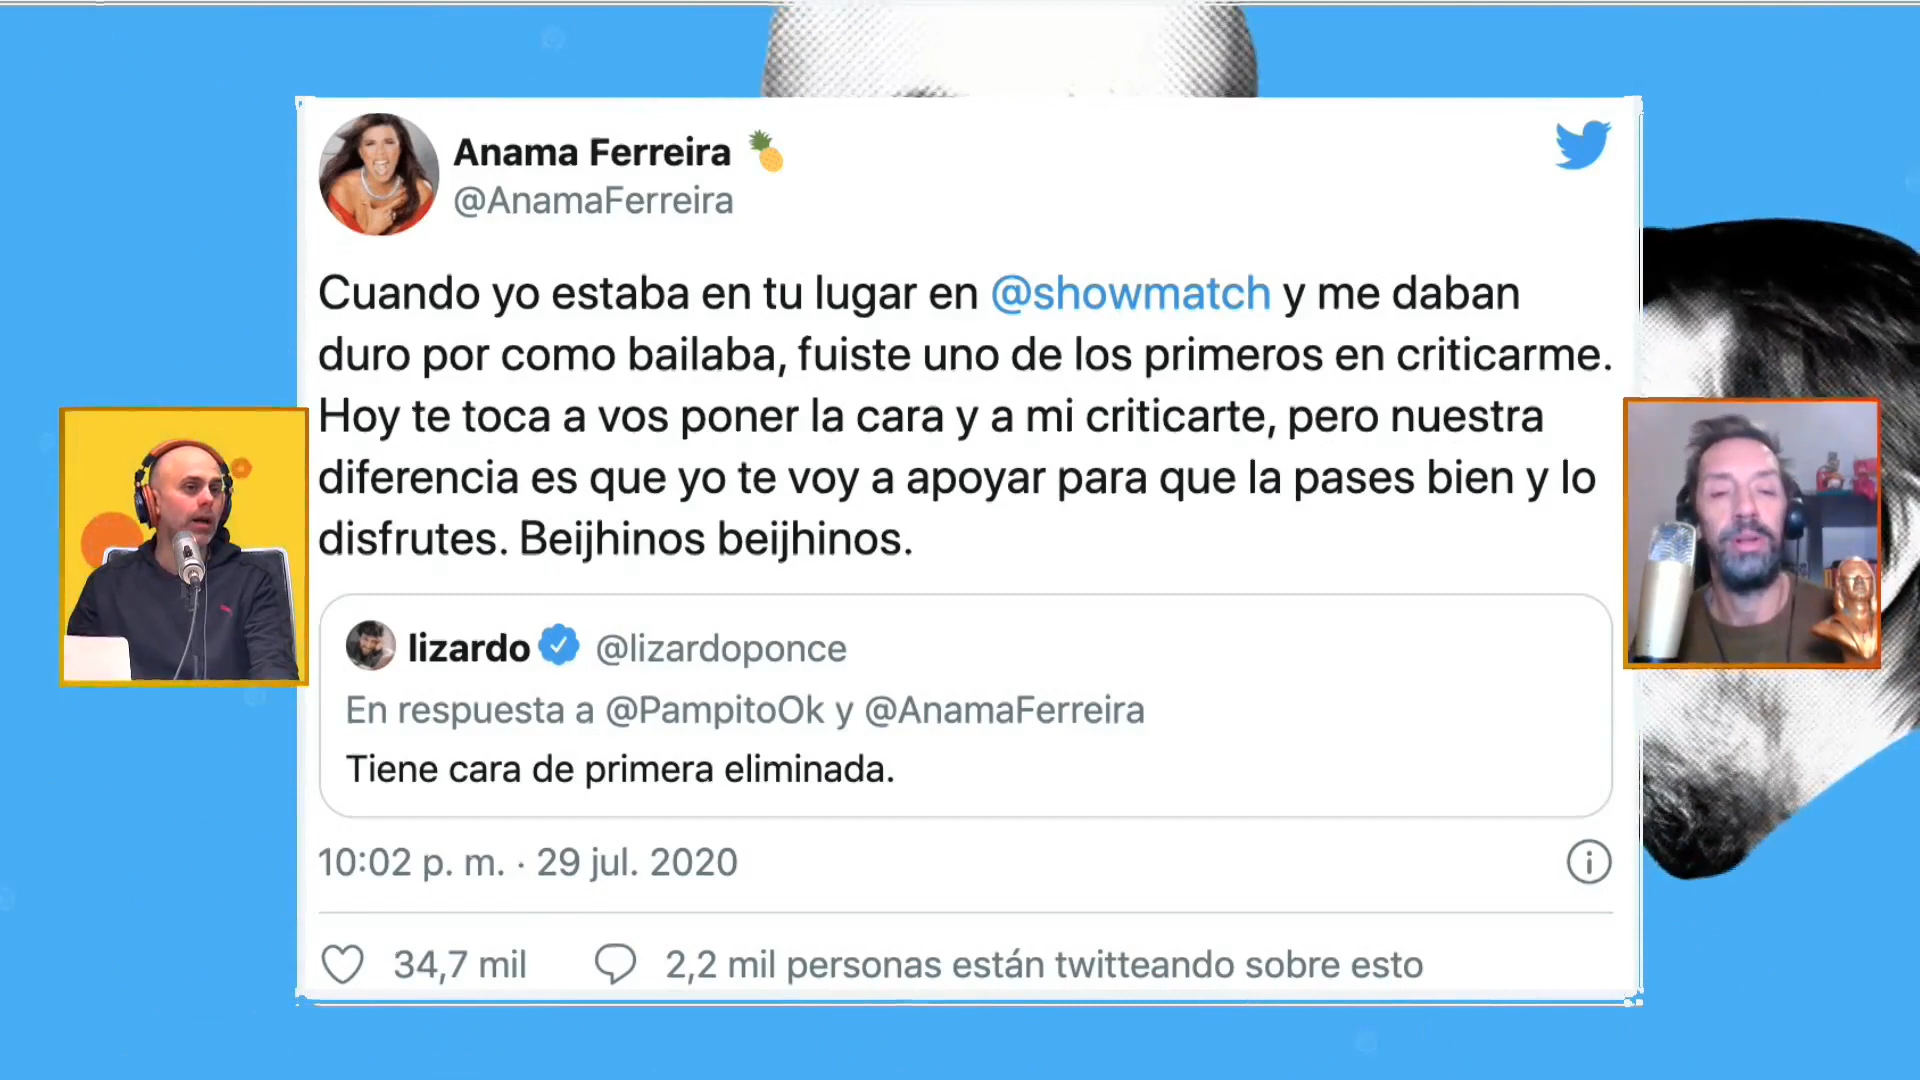 Anama Ferreira 🍍
@AnamaFerreira
Cuando yo estaba en tu lugar en @showmatch y me daban
duro por como bailaba, fuiste uno de los primeros en criticarme.
Hoy te toca a vos poner la cara y a mi criticarte, pero nuestra
diferencia es que yo te voy a apoyar para que la pases bien y lo
disfrutes. Beijhinos beijhinos.
lizardo @lizardoponce
En respuesta a @PampitoOk y @AnamaFerreira
Tiene cara de primera eliminada.
10:02 p. m. · 29 jul. 2020
34,7 mil 2,2 mil personas están twitteando sobre esto